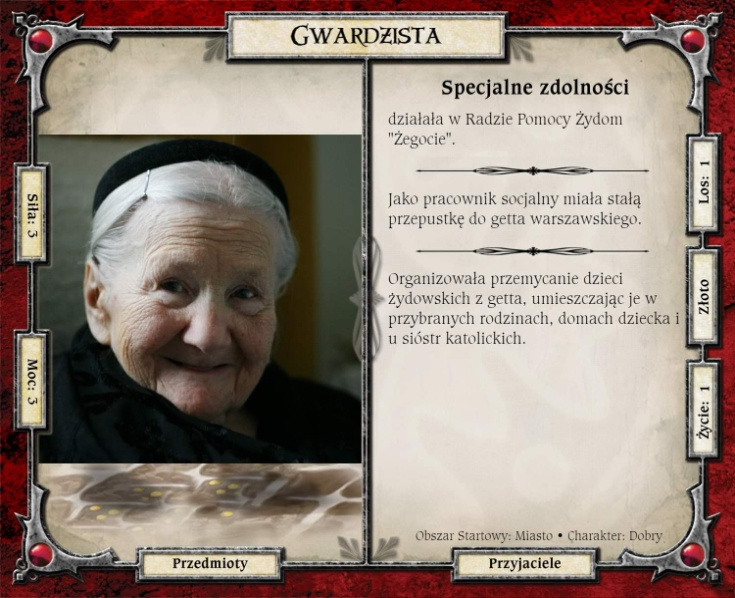 Gwardzista
Specjalne zdolności
działała w Radzie Pomocy Żydom
"Żegocie".
Jako pracownik socjalny miała stałą
przepustkę do getta warszawskiego.
Organizowała przemycanie dzieci
żydowskich z getta, umieszczając je w
przybranych rodzinach, domach dziecka i
u sióstr katolickich.
Siła: 3
Moc: 3
Los: 1
Złoto
Życie: 1
Obszar Startowy: Miasto • Charakter: Dobry
Przedmioty
Przyjaciele